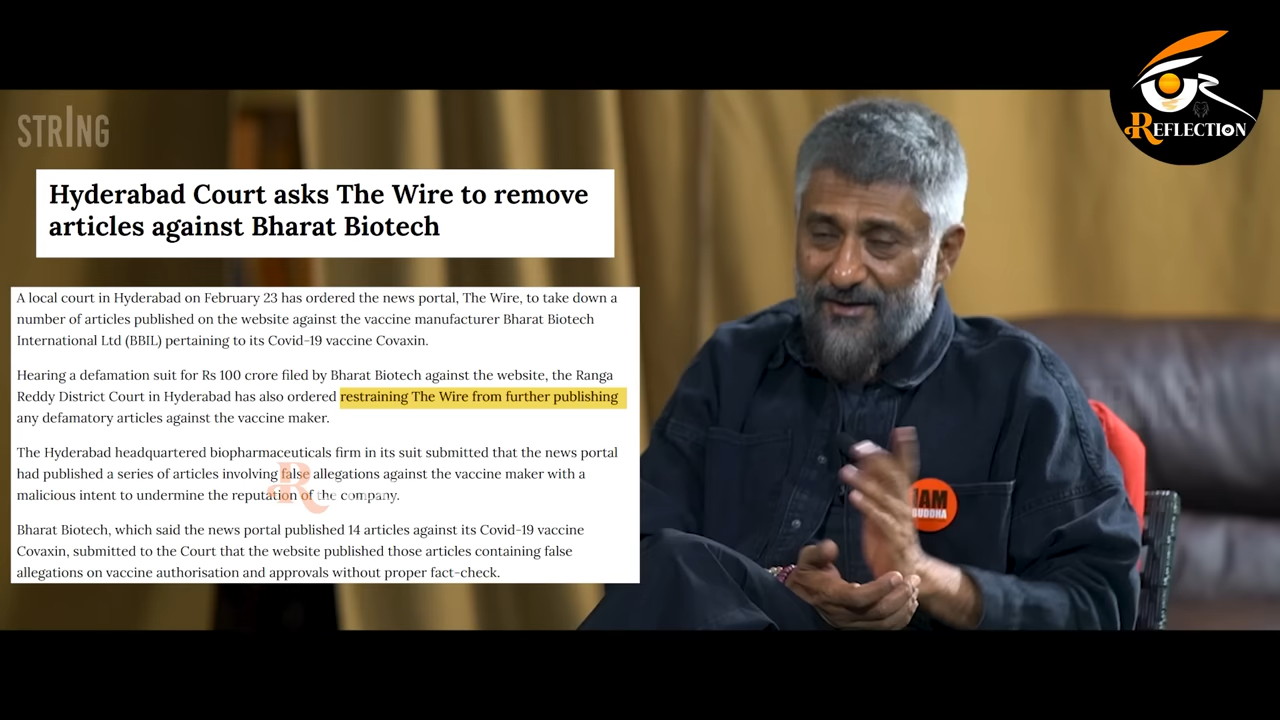 STRING
REFLECTION
Hyderabad Court asks The Wire to remove
articles against Bharat Biotech
A local court in Hyderabad on February 23 has ordered the news portal, The Wire, to take down a
number of articles published on the website against the vaccine manufacturer Bharat Biotech
International Ltd (BBIL) pertaining to its Covid-19 vaccine Covaxin.
Hearing a defamation suit for Rs 100 crore filed by Bharat Biotech against the website, the Ranga
Reddy District Court in Hyderabad has also ordered restraining The Wire from further publishing
any defamatory articles against the vaccine maker.
The Hyderabad headquartered biopharmaceuticals firm in its suit submitted that the news portal
had published a series of articles involving false allegations against the vaccine maker with a
malicious intent to undermine the reputation of the company.
Bharat Biotech, which said the news portal published 14 articles against its Covid-19 vaccine
Covaxin, submitted to the Court that the website published those articles containing false
allegations on vaccine authorisation and approvals without proper fact-check.
IAM
BUDDHA